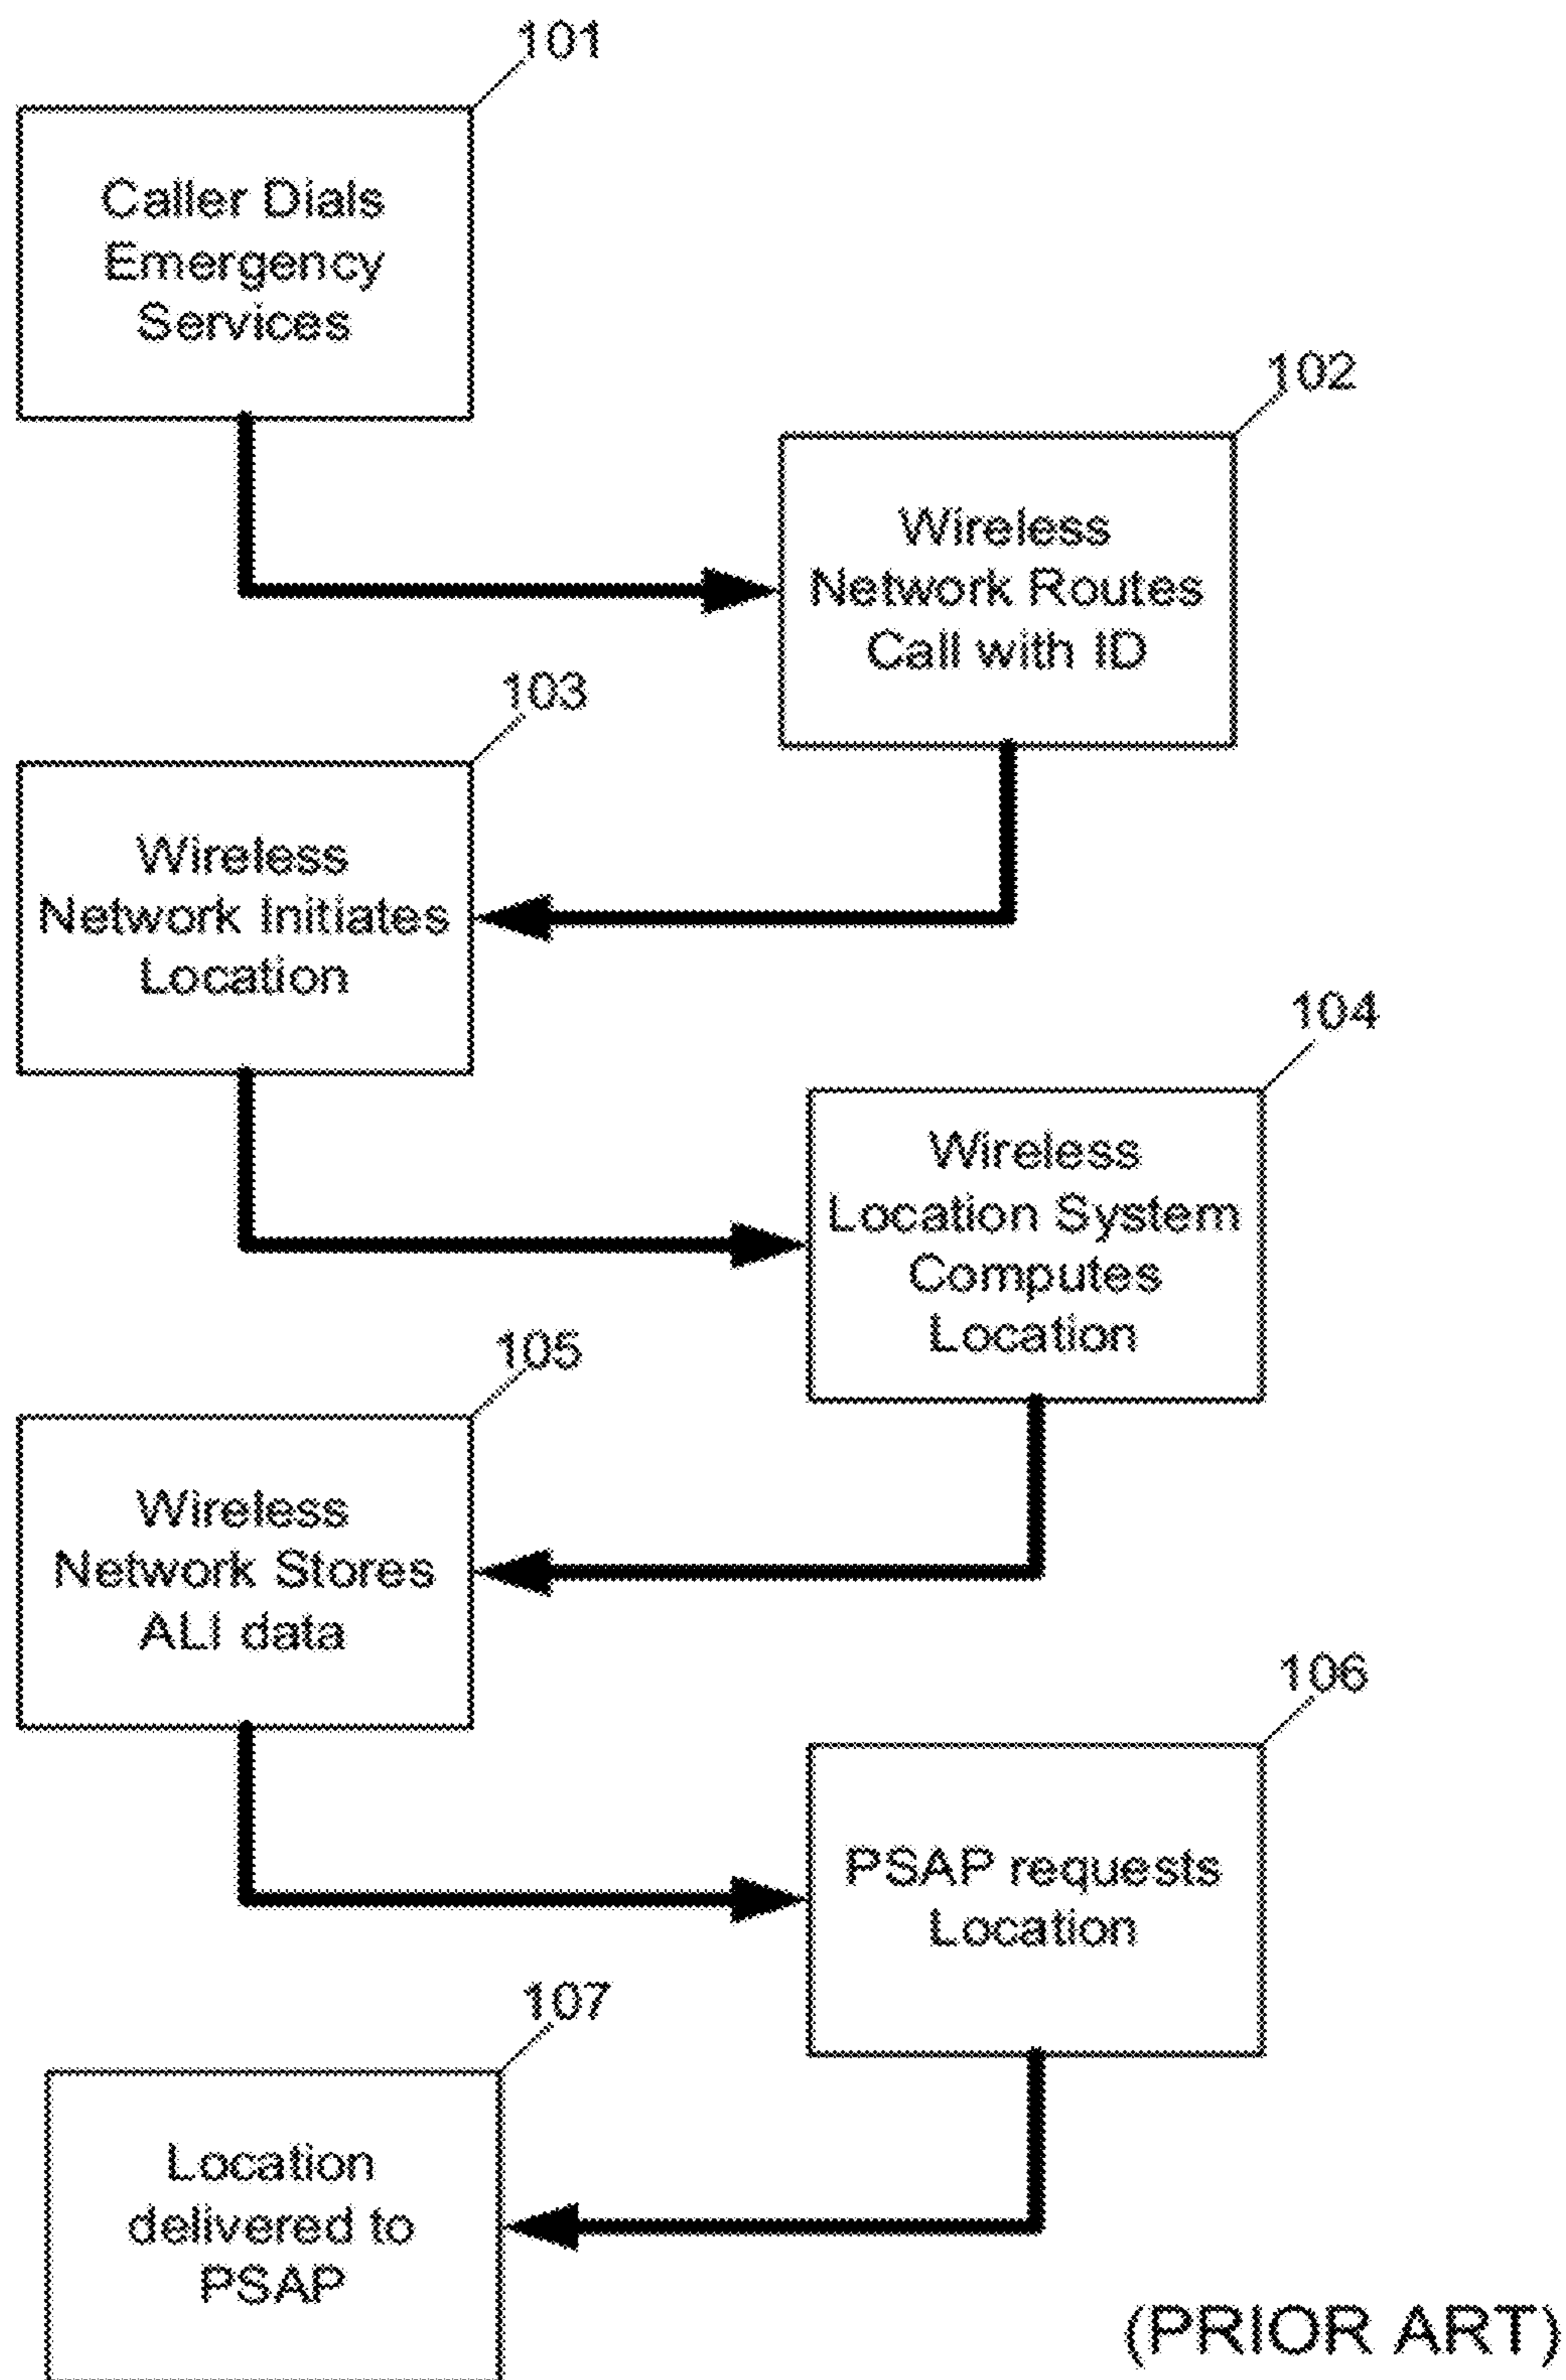 101
Caller Dials
Emergency
Services
102
Wireless
Network Routes
Call with ID
103
Wireless
Network Initiates
Location
104
Wireless
Location System
Computes
Location
105
Wireless
Network Stores
ALI data
106
PSAP requests
Location
107
Location
delivered to
PSAP
(PRIOR ART)